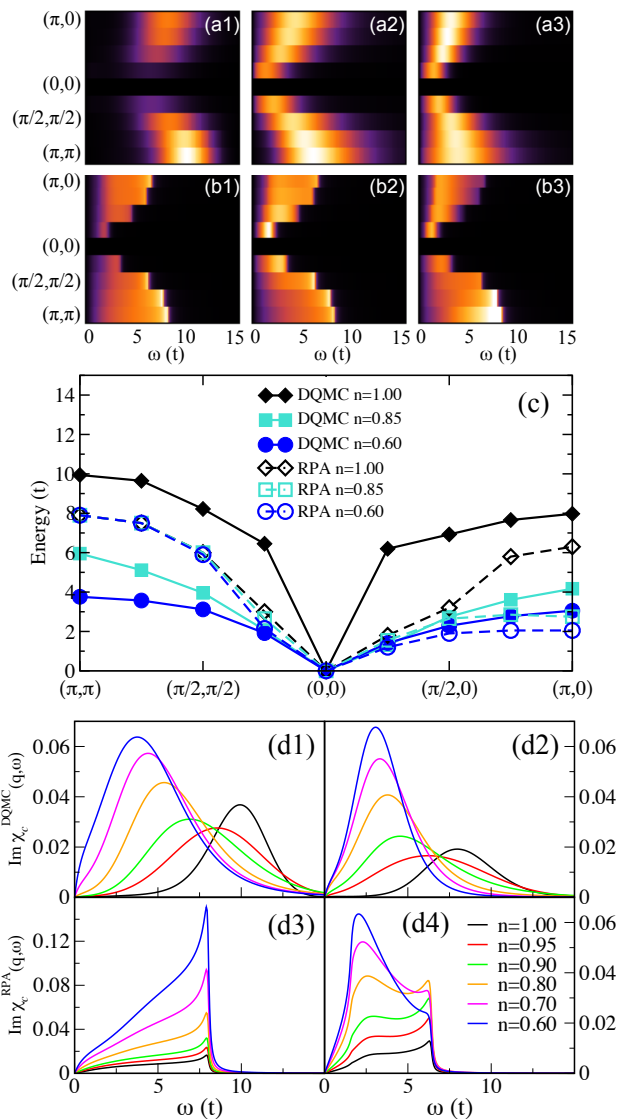 (π,0)
(0,0)
(π/2,π/2)
(π,π)
(a1)
(a2)
(a3)
(π,0)
(0,0)
(π/2,π/2)
(π,π)
(b1)
(b2)
(b3)
0 5 10 15
0 5 10 15
0 5 10 15
ω (t)
ω (t)
ω (t)
(c)
Energy (t)
14
12
10
8
6
4
2
0
DQMC n=1.00
DQMC n=0.85
DQMC n=0.60
RPA n=1.00
RPA n=0.85
RPA n=0.60
(π,π) (π/2,π/2) (0,0) (π/2,0) (π,0)
Im χc^DQMC(q,ω)
0.06
0.04
0.02
0
(d1)
(d2)
0.06
0.04
0.02
0
Im χc^RPA(q,ω)
0.12
0.08
0.04
0
(d3)
(d4)
0.06
0.04
0.02
0
n=1.00
n=0.95
n=0.90
n=0.80
n=0.70
n=0.60
0 5 10
0 5 10 15
ω (t)
ω (t)